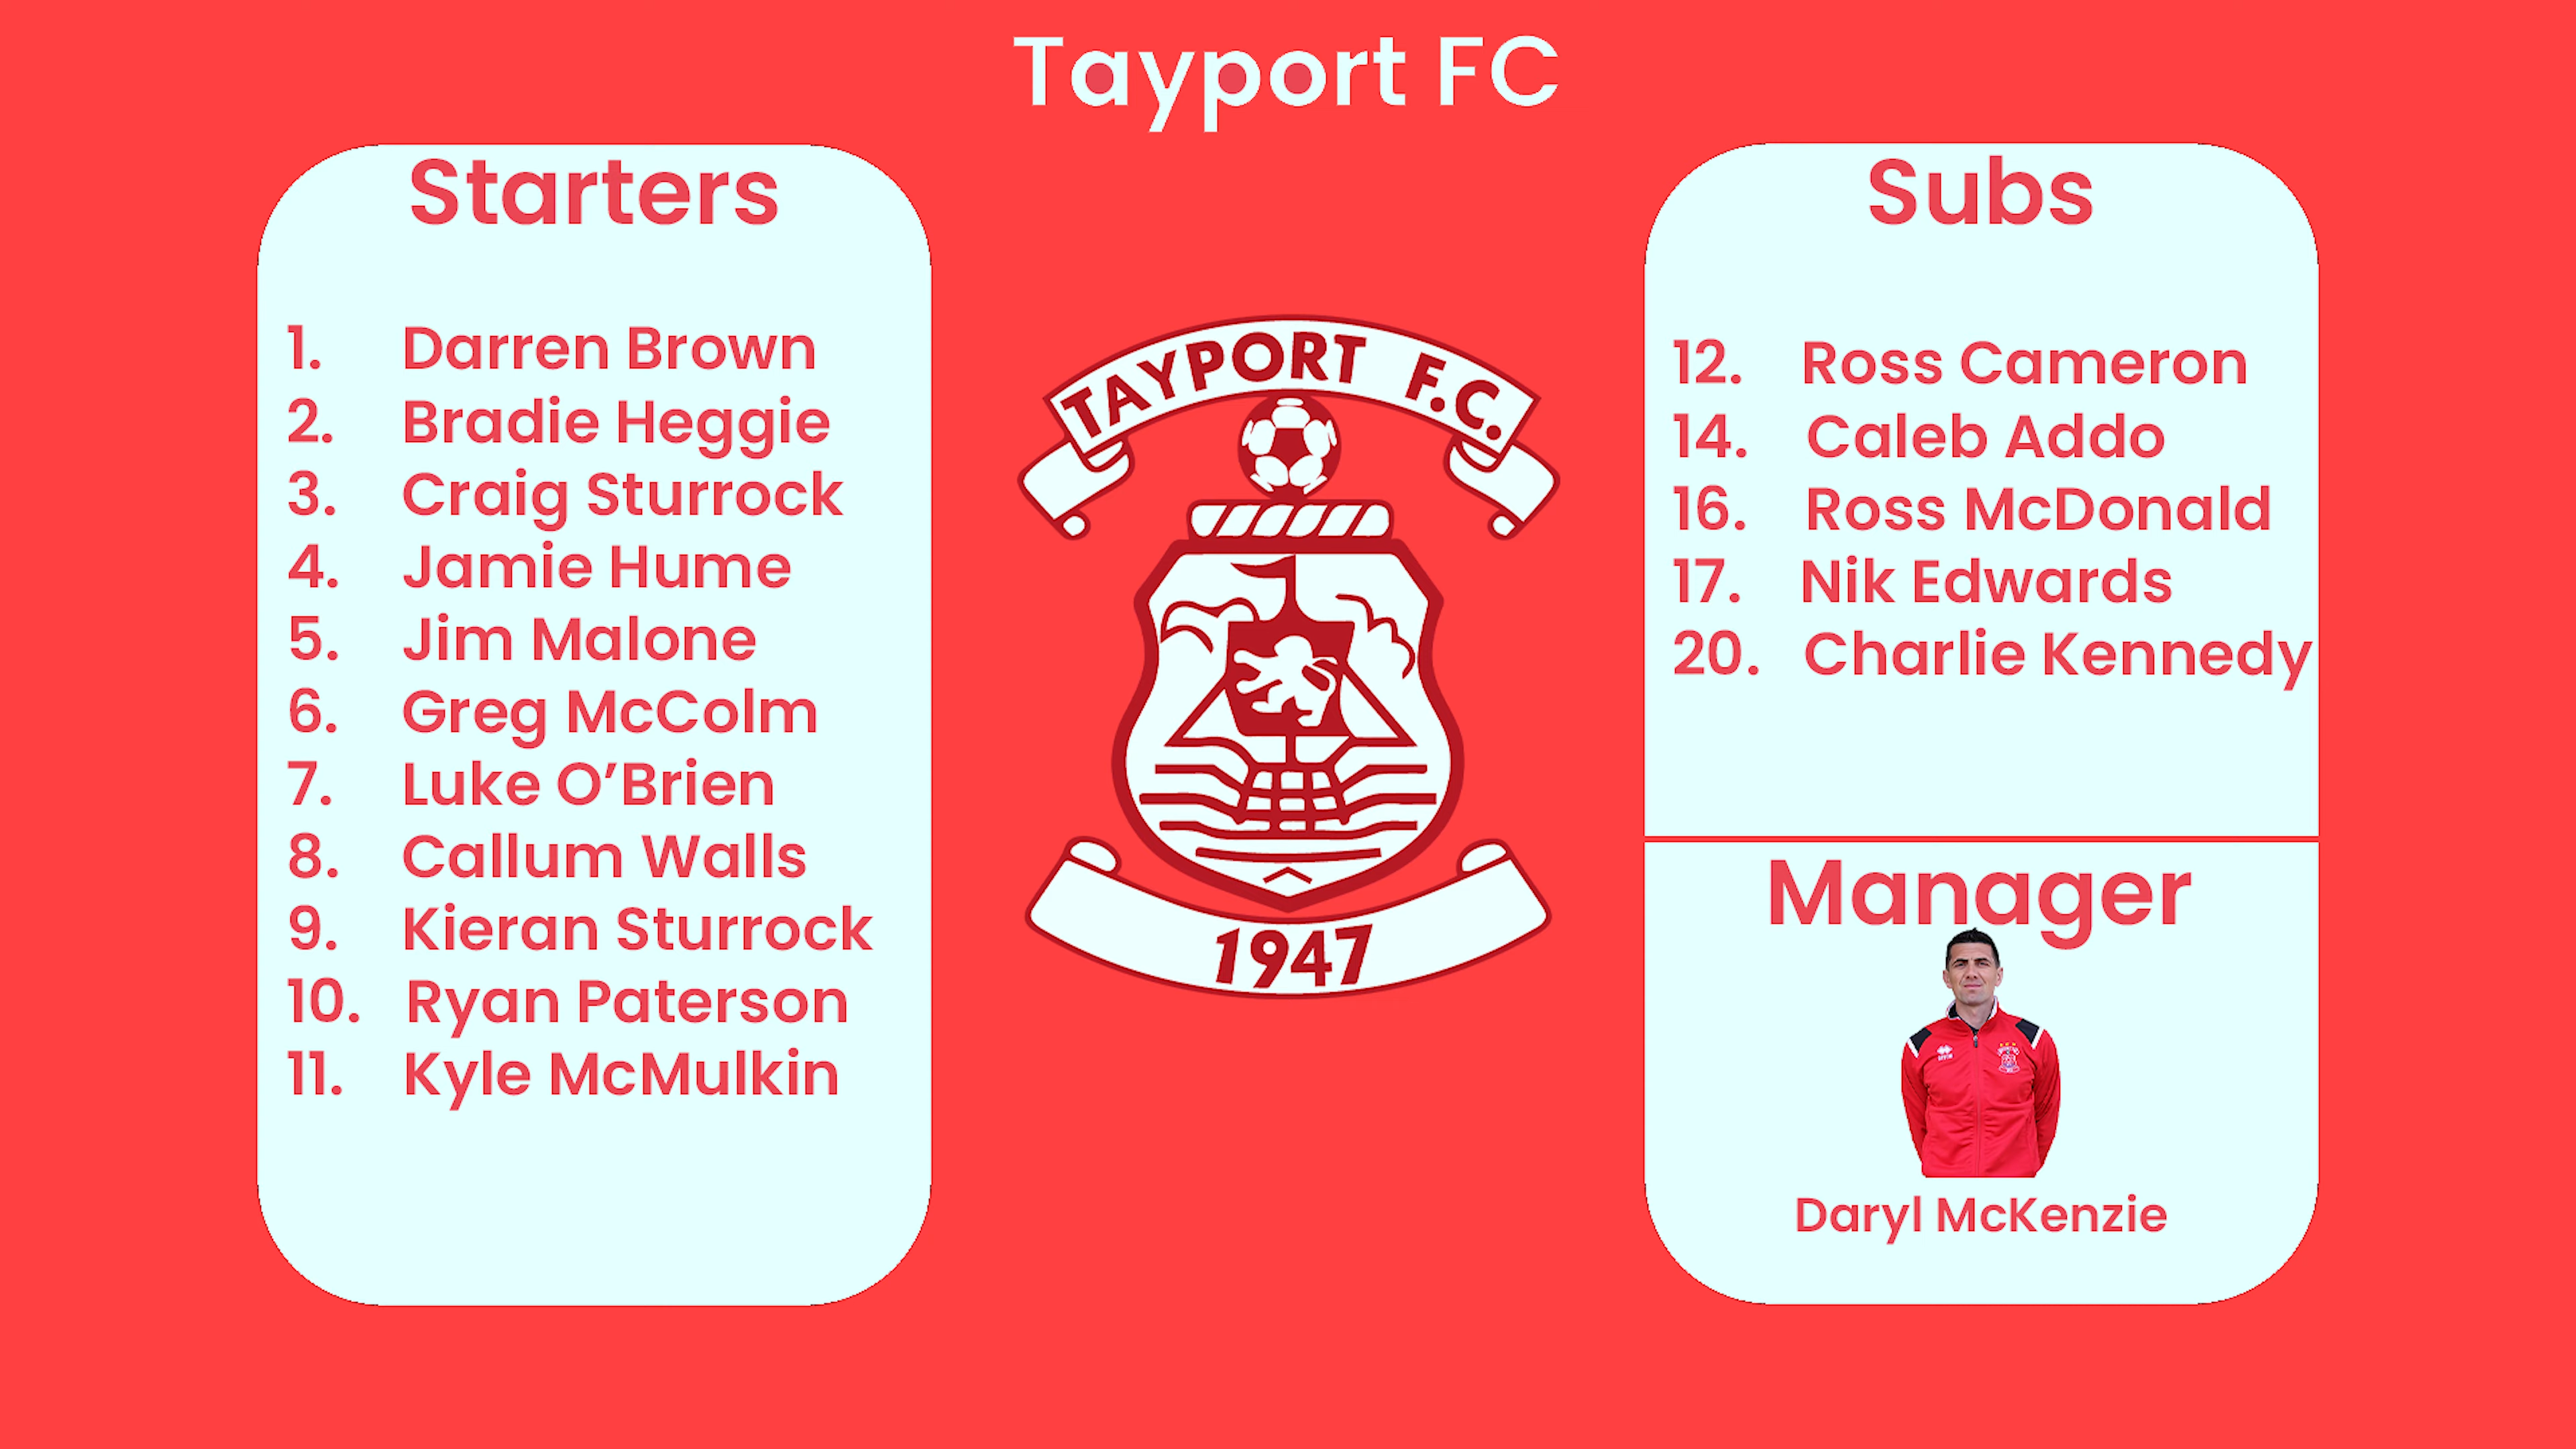 Tayport FC
Starters
1. Darren Brown
2. Bradie Heggie
3. Craig Sturrock
4. Jamie Hume
5. Jim Malone
6. Greg McColm
7. Luke O’Brien
8. Callum Walls
9. Kieran Sturrock
10. Ryan Paterson
11. Kyle McMulkin
TAYPORT F.C.
1947
Subs
12. Ross Cameron
14. Caleb Addo
16. Ross McDonald
17. Nik Edwards
20. Charlie Kennedy
Manager
Daryl McKenzie